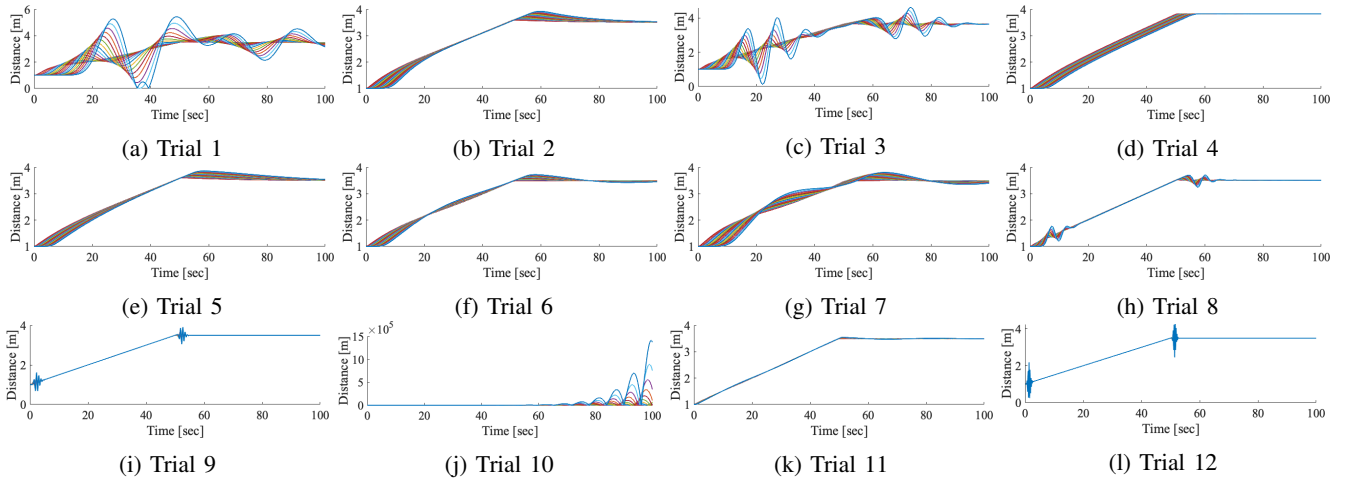 Distance [m]
6
4
2
0
0 20 40 60 80 100
Time [sec]
(a) Trial 1
Distance [m]
4
3
2
1
0 20 40 60 80 100
Time [sec]
(b) Trial 2
Distance [m]
4
2
0
0 20 40 60 80 100
Time [sec]
(c) Trial 3
Distance [m]
4
3
2
1
0 20 40 60 80 100
Time [sec]
(d) Trial 4
Distance [m]
4
3
2
1
0 20 40 60 80 100
Time [sec]
(e) Trial 5
Distance [m]
4
3
2
1
0 20 40 60 80 100
Time [sec]
(f) Trial 6
Distance [m]
4
3
2
1
0 20 40 60 80 100
Time [sec]
(g) Trial 7
Distance [m]
4
3
2
1
0 20 40 60 80 100
Time [sec]
(h) Trial 8
Distance [m]
4
2
0
0 20 40 60 80 100
Time [sec]
(i) Trial 9
Distance [m]
×10⁵
15
10
5
0
0 20 40 60 80 100
Time [sec]
(j) Trial 10
Distance [m]
4
3
2
1
0 20 40 60 80 100
Time [sec]
(k) Trial 11
Distance [m]
4
2
0
0 20 40 60 80 100
Time [sec]
(l) Trial 12